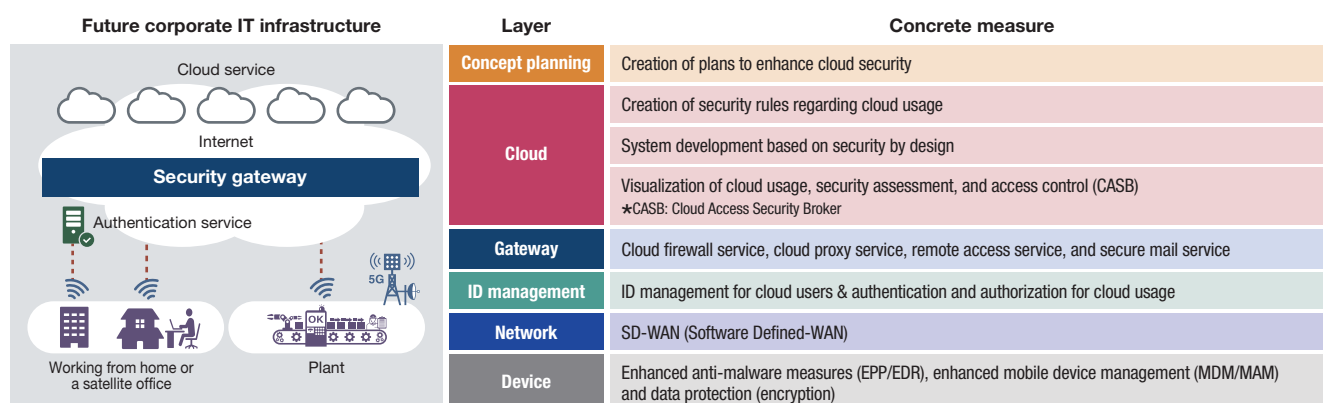 Future corporate IT infrastructure
Layer
Concrete measure
Cloud service
Internet
Security gateway
Authentication service
5G
OK
Working from home or
a satellite office
Plant
Concept planning
Creation of plans to enhance cloud security
Cloud
Creation of security rules regarding cloud usage
System development based on security by design
Visualization of cloud usage, security assessment, and access control (CASB)
*CASB: Cloud Access Security Broker
Gateway
Cloud firewall service, cloud proxy service, remote access service, and secure mail service
ID management
ID management for cloud users & authentication and authorization for cloud usage
Network
SD-WAN (Software Defined-WAN)
Device
Enhanced anti-malware measures (EPP/EDR), enhanced mobile device management (MDM/MAM)
and data protection (encryption)